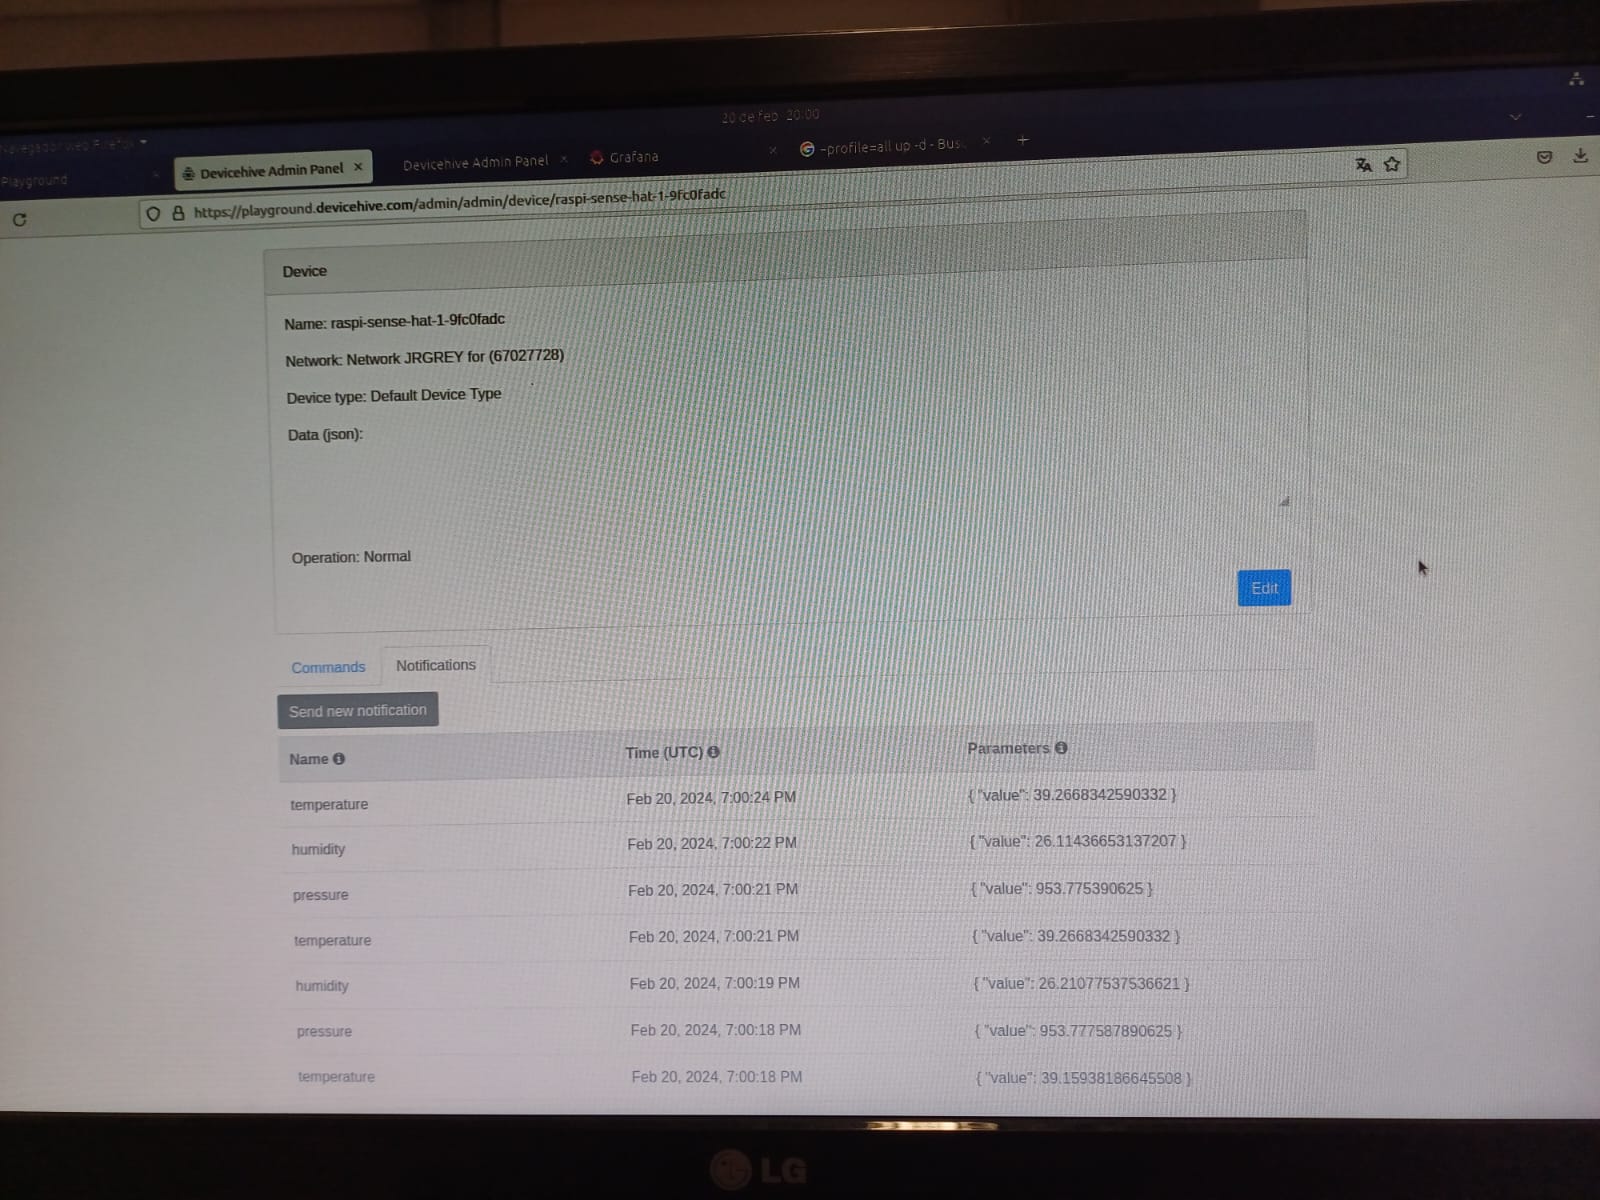 20 de feb 20:00
Navegador web Firefox
Playground
Devicehive Admin Panel
Devicehive Admin Panel
Grafana
-profile=all up -d - Bus
https://playground.devicehive.com/admin/admin/device/raspi-sense-hat-1-9fc0fadc
Device
Name: raspi-sense-hat-1-9fc0fadc
Network: Network JRGREY for (67027728)
Device type: Default Device Type
Data (json):
Operation: Normal
Edit
Commands Notifications
Send new notification
Name Time (UTC) Parameters
temperature Feb 20, 2024, 7:00:24 PM { "value": 39.2668342590332 }
humidity Feb 20, 2024, 7:00:22 PM { "value": 26.11436653137207 }
pressure Feb 20, 2024, 7:00:21 PM { "value": 953.775390625 }
temperature Feb 20, 2024, 7:00:21 PM { "value": 39.2668342590332 }
humidity Feb 20, 2024, 7:00:19 PM { "value": 26.21077537536621 }
pressure Feb 20, 2024, 7:00:18 PM { "value": 953.777587890625 }
temperature Feb 20, 2024, 7:00:18 PM { "value": 39.15938186645508 }
LG